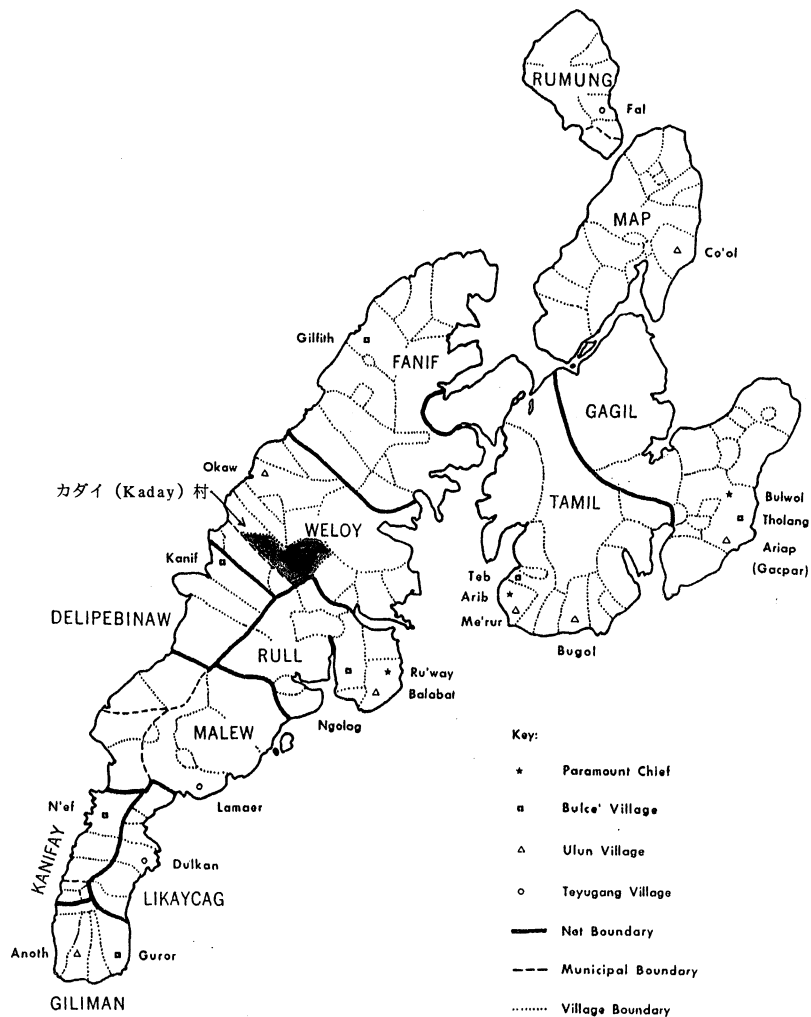 RUMUNG
Fal
MAP
Co'ol
Gilfith
FANIF
GAGIL
Okaw
カダイ (Kaday) 村
WELOY
TAMIL
Bulwol
Tholang
Ariap
(Gacpar)
Kanif
Teb
Arib
Me'rur
Bugol
DELIPEBINAW
RULL
Ru'way
Balabat
Ngolog
MALEW
Lamaer
N'ef
KANIFAY
Dulkan
LIKAYCAG
Anoth
Guror
GILIMAN
Key:
Paramount Chief
Bulce' Village
Ulun Village
Teyugang Village
Net Boundary
Municipal Boundary
Village Boundary